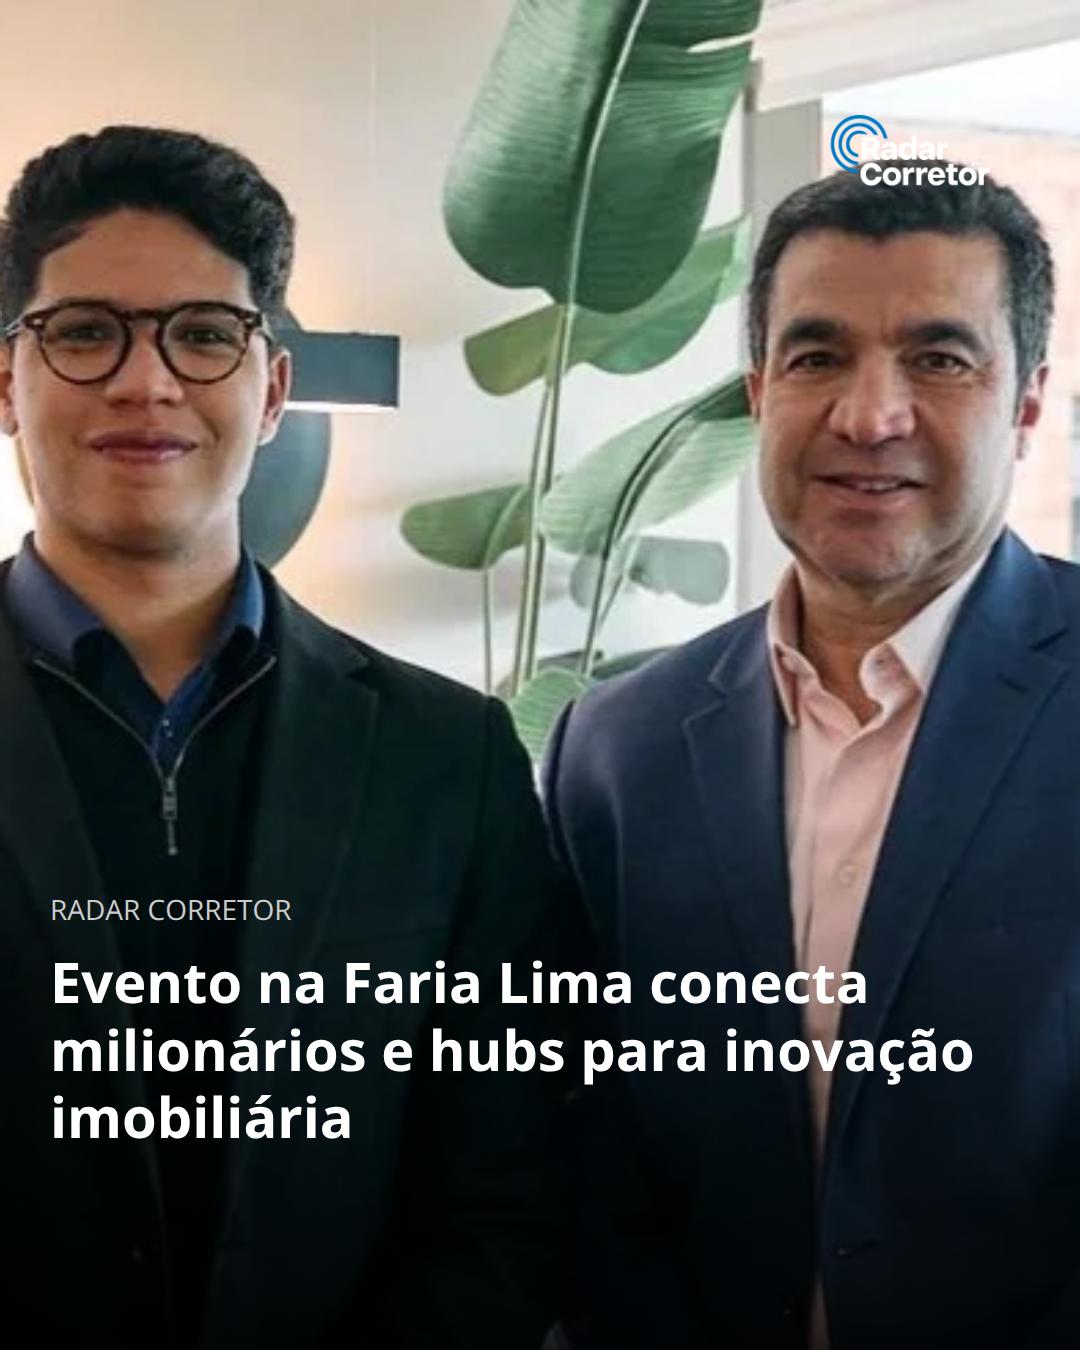 Radar
Corretor
RADAR CORRETOR
Evento na Faria Lima conecta
milionários e hubs para inovação
imobiliária